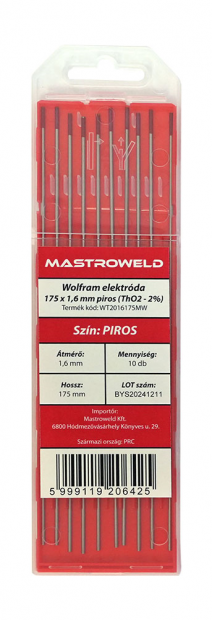 MASTROWELD
Wolfram elektróda
175 x 1,6 mm piros (ThO2 - 2%)
Termék kód: WT2016175MW
Szín: PIROS
Átmérő:
1,6 mm
Mennyiség:
10 db
Hossz:
175 mm
LOT szám:
BYS20241211
Importőr:
Mastroweld Kft.
6800 Hódmezővásárhely Könyves u. 29.
Származási ország: PRC
5 999119 206425